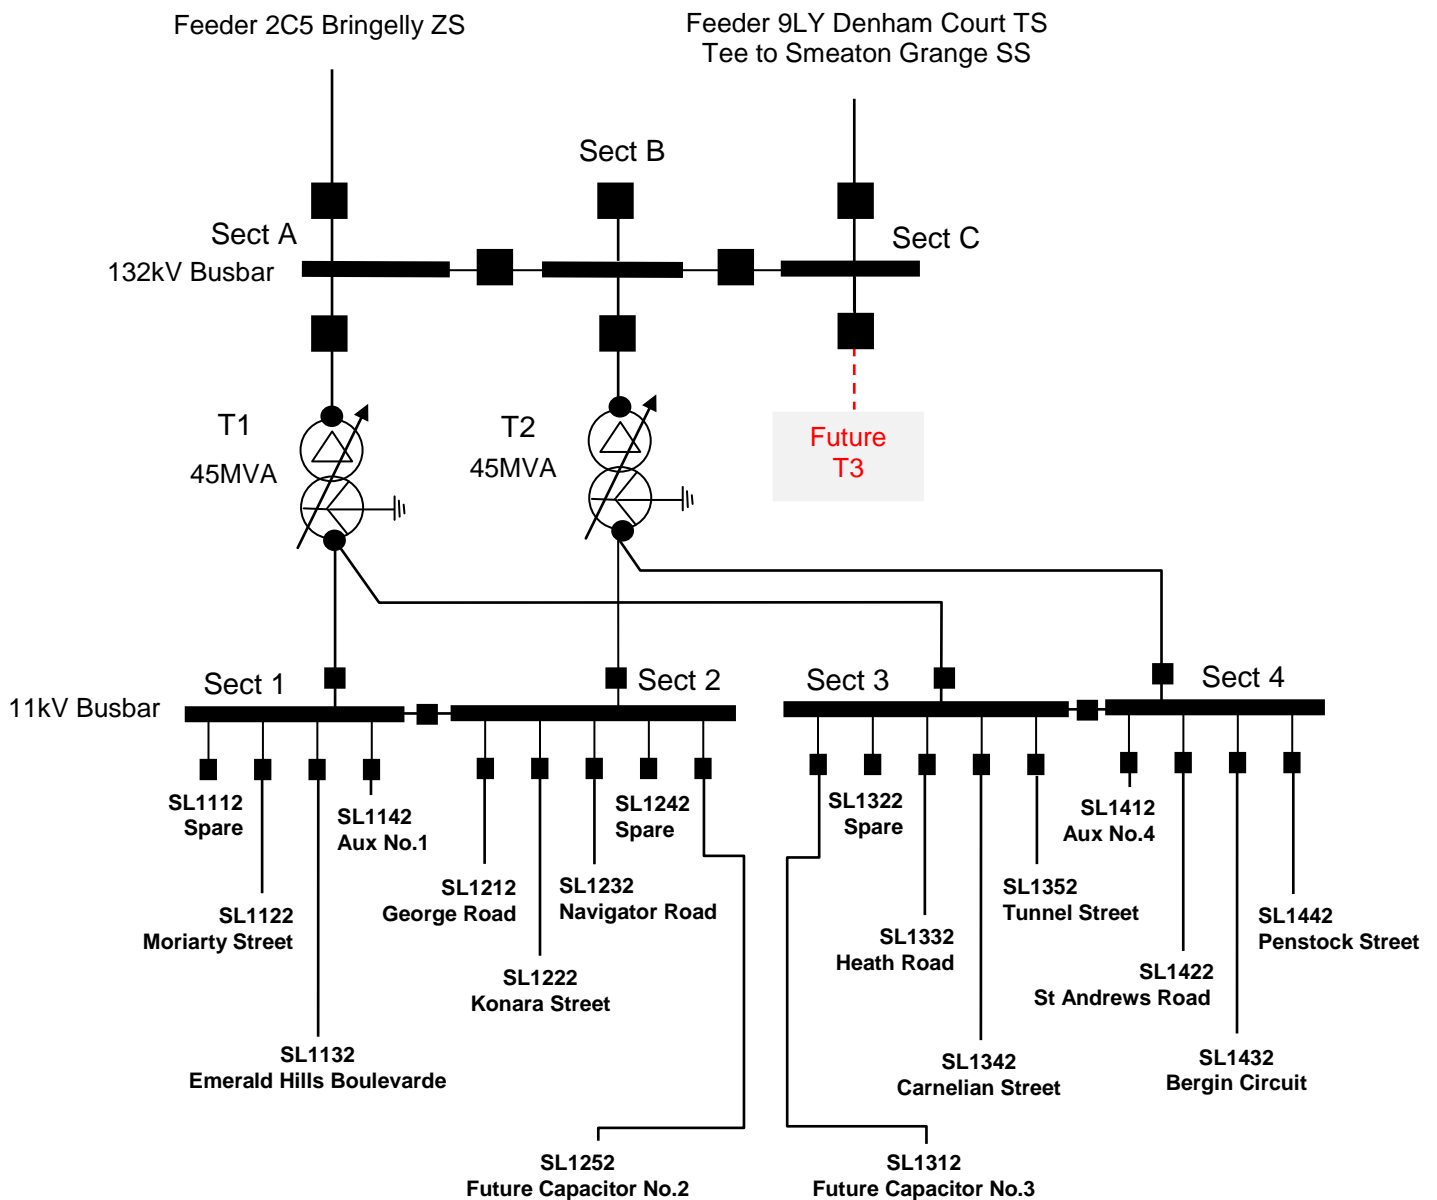 Feeder 2C5 Bringelly ZS
Feeder 9LY Denham Court TS
Tee to Smeaton Grange SS
Sect B
Sect A
Sect C
132kV Busbar
T1
45MVA
T2
45MVA
Future
T3
Sect 1
Sect 2
Sect 3
Sect 4
11kV Busbar
SL1112
Spare
SL1142
Aux No.1
SL1242
Spare
SL1322
Spare
SL1412
Aux No.4
SL1122
Moriarty Street
SL1212
George Road
SL1232
Navigator Road
SL1352
Tunnel Street
SL1332
Heath Road
SL1442
Penstock Street
SL1222
Konara Street
SL1422
St Andrews Road
SL1132
Emerald Hills Boulevarde
SL1342
Carnelian Street
SL1432
Bergin Circuit
SL1252
Future Capacitor No.2
SL1312
Future Capacitor No.3